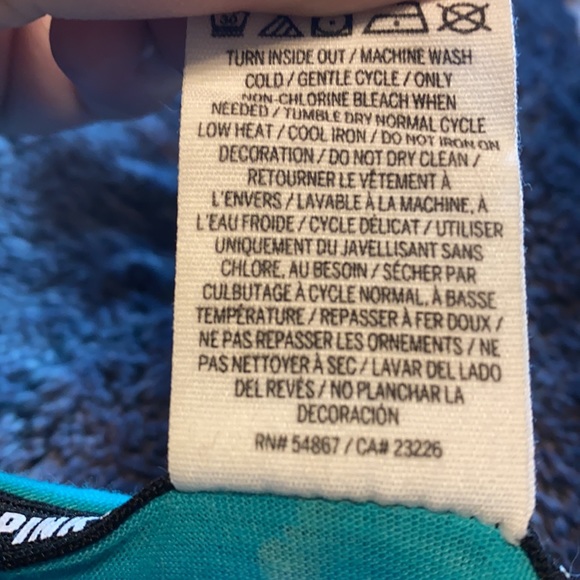 30
TURN INSIDE OUT / MACHINE WASH
COLD / GENTLE CYCLE / ONLY
NON-CHLORINE BLEACH WHEN
NEEDED / TUMBLE DRY NORMAL CYCLE
LOW HEAT / COOL IRON / DO NOT IRON ON
DECORATION / DO NOT DRY CLEAN /
RETOURNER LE VÊTEMENT À
L'ENVERS / LAVABLE À LA MACHINE, À
L'EAU FROIDE / CYCLE DÉLICAT / UTILISER
UNIQUEMENT DU JAVELLISANT SANS
CHLORE, AU BESOIN / SÉCHER PAR
CULBUTAGE À CYCLE NORMAL, À BASSE
TEMPÉRATURE / REPASSER À FER DOUX /
NE PAS REPASSER LES ORNEMENTS / NE
PAS NETTOYER À SEC / LAVAR DEL LADO
DEL REVÉS / NO PLANCHAR LA
DECORACIÓN
RN# 54867 / CA# 23226